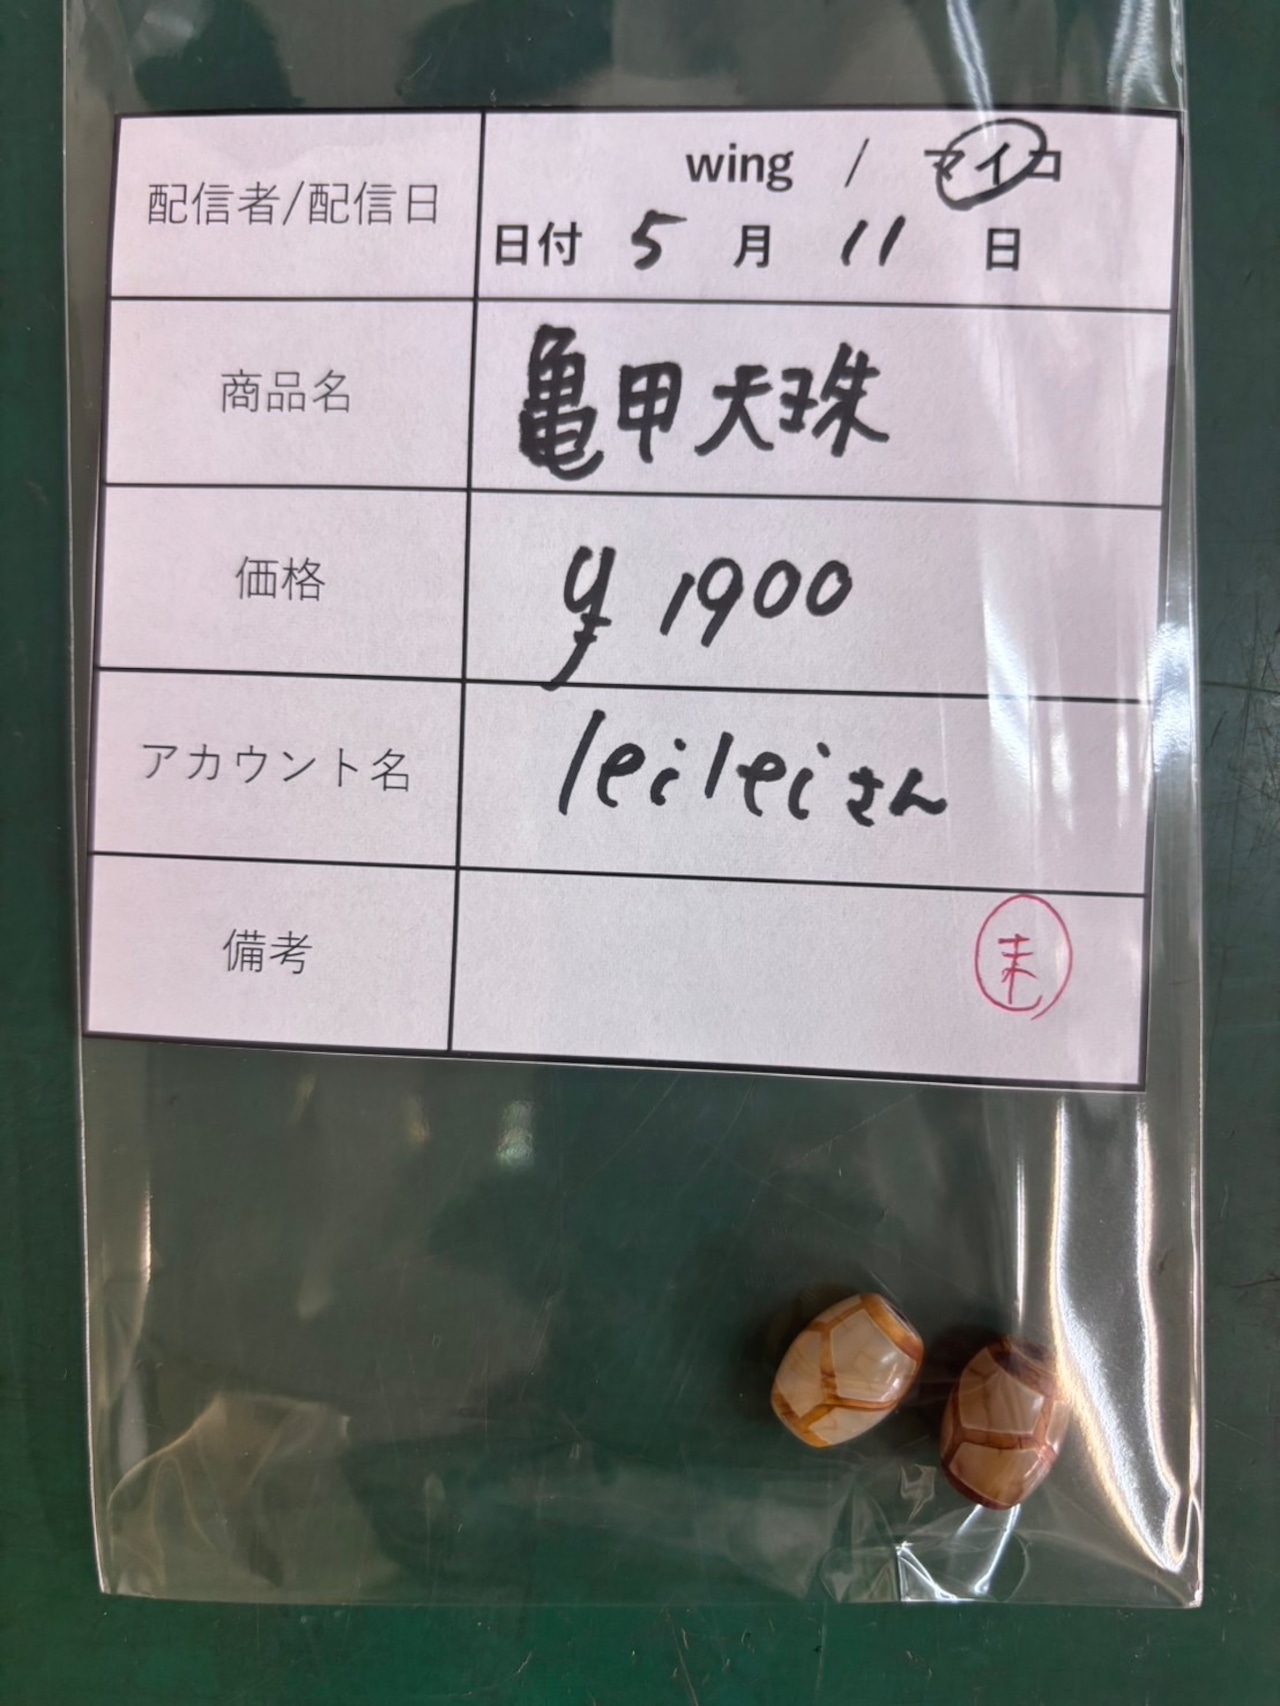 配信者/配信日
wing / マイコ
日付 5 月 11 日
商品名
亀甲天珠
価格
¥ 1900
アカウント名
leileiさん
備考